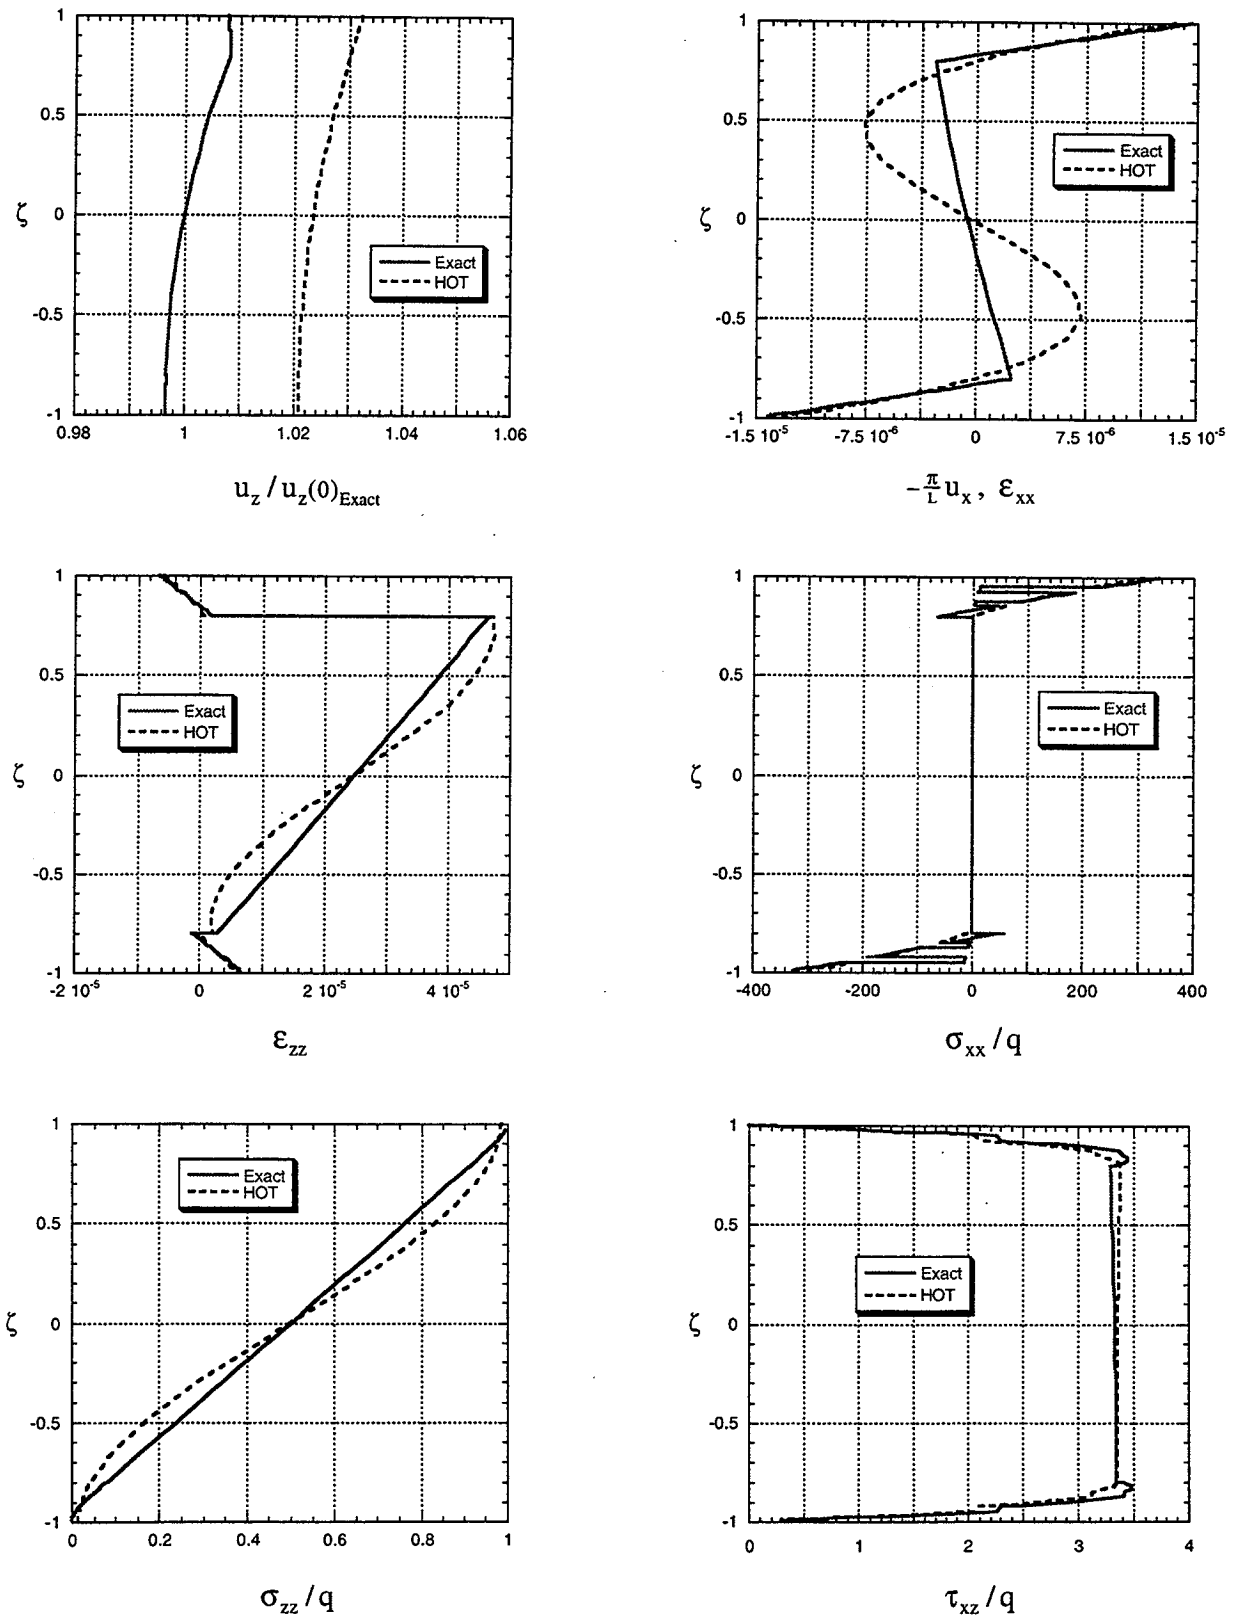 1
0.5
ζ 0
-0.5
-1
0.98 1 1.02 1.04 1.06
Exact
HOT
u_z / u_z(0)_Exact
1
0.5
ζ 0
-0.5
-1
-1.5 10^-5 -7.5 10^-6 0 7.5 10^-6 1.5 10^-5
Exact
HOT
-π/L u_x , ε_xx
1
0.5
ζ 0
-0.5
-1
-2 10^-5 0 2 10^-5 4 10^-5
Exact
HOT
ε_zz
1
0.5
ζ 0
-0.5
-1
-400 -200 0 200 400
Exact
HOT
σ_xx / q
1
0.5
ζ 0
-0.5
-1
0 0.2 0.4 0.6 0.8 1
Exact
HOT
σ_zz / q
1
0.5
ζ 0
-0.5
-1
0 1 2 3 4
Exact
HOT
τ_xz / q